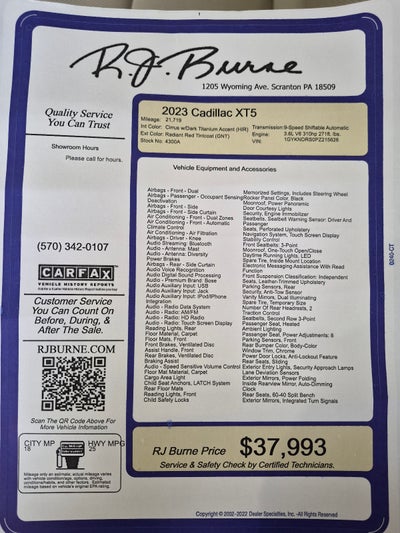 R.J. Burne
1205 Wyoming Ave. Scranton PA 18509
Quality Service
You Can Trust
Showroom Hours
Please call for hours.
(570) 342-0107
CARFAX
VEHICLE HISTORY REPORTS
Customer Service
You Can Count On
Before, During, &
After The Sale.
RJBURNE.COM
Scan The QR Code Above For
More Vehicle Information
CITY MP HWY MPG
18 25
2023 Cadillac XT5
Mileage: 21,719
Int Color: Cirrus w/Dark Titanium Accent (H/R) Transmission: 9-Speed Shiftable Automatic
Ext Color: Radiant Red Tintcoat (GNT) Engine: 3.6L V6 310hp 271ft. lbs.
Stock No: 4300A VIN:
Vehicle Equipment and Accessories
Airbags - Front - Dual
Airbags - Passenger - Occupant Sensing
Deactivation
Airbags - Front - Side
Airbags - Front - Side Curtain
Air Conditioning - Front - Dual Zones
Air Conditioning - Front - Automatic
Climate Control
Air Conditioning - Air Filtration
Airbags - Driver - Knee
Audio Streaming: Bluetooth
Audio - Antenna: Mast
Audio - Antenna: Diversity
Power Brakes
Airbags - Rear - Side Curtain
Audio Voice Recognition
Audio Digital Sound Processing
Audio - Premium Brand: Bose
Audio Auxiliary Input: USB
Audio Auxiliary Input: Jack
Audio Auxiliary Input: IPod/IPhone
Integration
Audio - Radio Data System
Audio - Radio: AM/FM
Audio - Radio: HD Radio
Audio - Radio: Touch Screen Display
Reading Lights, Rear
Floor Material, Carpet
Floor Mats, Front
Front Brakes, Ventilated Disc
Assist Handle, Front
Rear Brakes, Ventilated Disc
Braking Assist
Audio - Speed Sensitive Volume Control
Floor Mat Material, Carpet
Cargo Area Light
Child Seat Anchors, LATCH System
Rear Floor Mats
Reading Lights, Front
Child Safety Locks
Memorized Settings, Includes Steering Wheel
Rocker Panel Color, Black
Moonroof, Power Panoramic
Door Courtesy Lights
Security, Engine Immobilizer
Seatbelts, Seatbelt Warning Sensor: Driver And
Passenger
Seats, Perforated Upholstery
Navigation System, Touch Screen Display
Stability Control
Front Seatbelts: 3-Point
Moonroof, One-Touch Open/Close
Daytime Running Lights, LED
Spare Tire, Inside Mount Location
Electronic Messaging Assistance With Read
Function
Front Suspension Classification: Independent
Seats, Leather-Trimmed Upholstery
Parking Sensors, Rear
Security, Anti-Tow Sensor
Vanity Mirrors, Dual Illuminating
Spare Tire, Temporary Size
Number Of Rear Headrests, 2
Traction Control
Seatbelts, Second Row 3-Point
Passenger Seat, Heated
Ambient Lighting
Passenger Seat, Power Adjustments: 8
Parking Sensors, Front
Rear Bumper Color, Body-Color
Window Trim, Chrome
Power Door Locks, Anti-Lockout Feature
Rear Seats, Sliding
Exterior Entry Lights, Security Approach Lamps
Lane Deviation Sensors
Exterior Mirrors, Power Folding
Inside Rearview Mirror, Auto-Dimming
Clock
Rear Seats, 60-40 Split Bench
Exterior Mirrors, Integrated Turn Signals
RJ Burne Price $37,993
Service & Safety Check by Certified Technicians.
Copyright © 2002-2022 Dealer Specialties, Inc. -All Rights Reserved